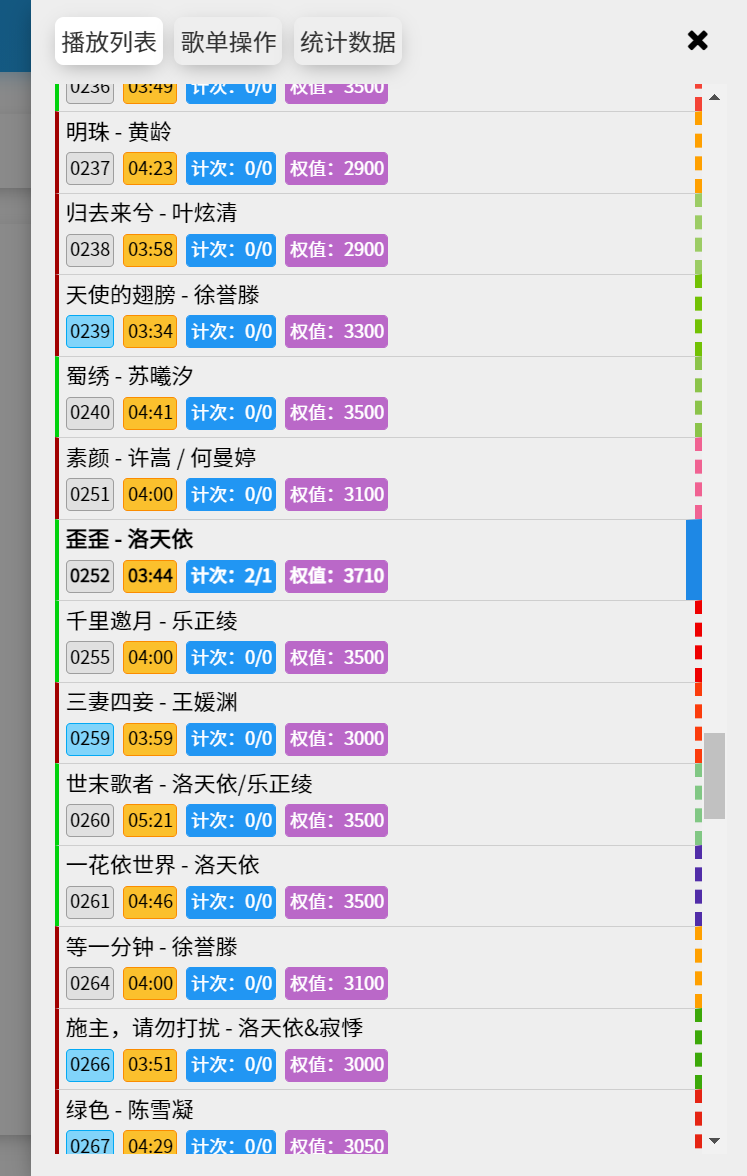 播放列表 歌单操作 统计数据
0236 03:49 计次：0/0 权值：3500
明珠 - 黄龄
0237 04:23 计次：0/0 权值：2900
归去来兮 - 叶炫清
0238 03:58 计次：0/0 权值：2900
天使的翅膀 - 徐誉滕
0239 03:34 计次：0/0 权值：3300
蜀绣 - 苏曦汐
0240 04:41 计次：0/0 权值：3500
素颜 - 许嵩 / 何曼婷
0251 04:00 计次：0/0 权值：3100
歪歪 - 洛天依
0252 03:44 计次：2/1 权值：3710
千里邀月 - 乐正绫
0255 04:00 计次：0/0 权值：3500
三妻四妾 - 王媛渊
0259 03:59 计次：0/0 权值：3000
世末歌者 - 洛天依/乐正绫
0260 05:21 计次：0/0 权值：3500
一花依世界 - 洛天依
0261 04:46 计次：0/0 权值：3500
等一分钟 - 徐誉滕
0264 04:00 计次：0/0 权值：3100
施主，请勿打扰 - 洛天依&寂悸
0266 03:51 计次：0/0 权值：3000
绿色 - 陈雪凝
0267 04:29 计次：0/0 权值：3050